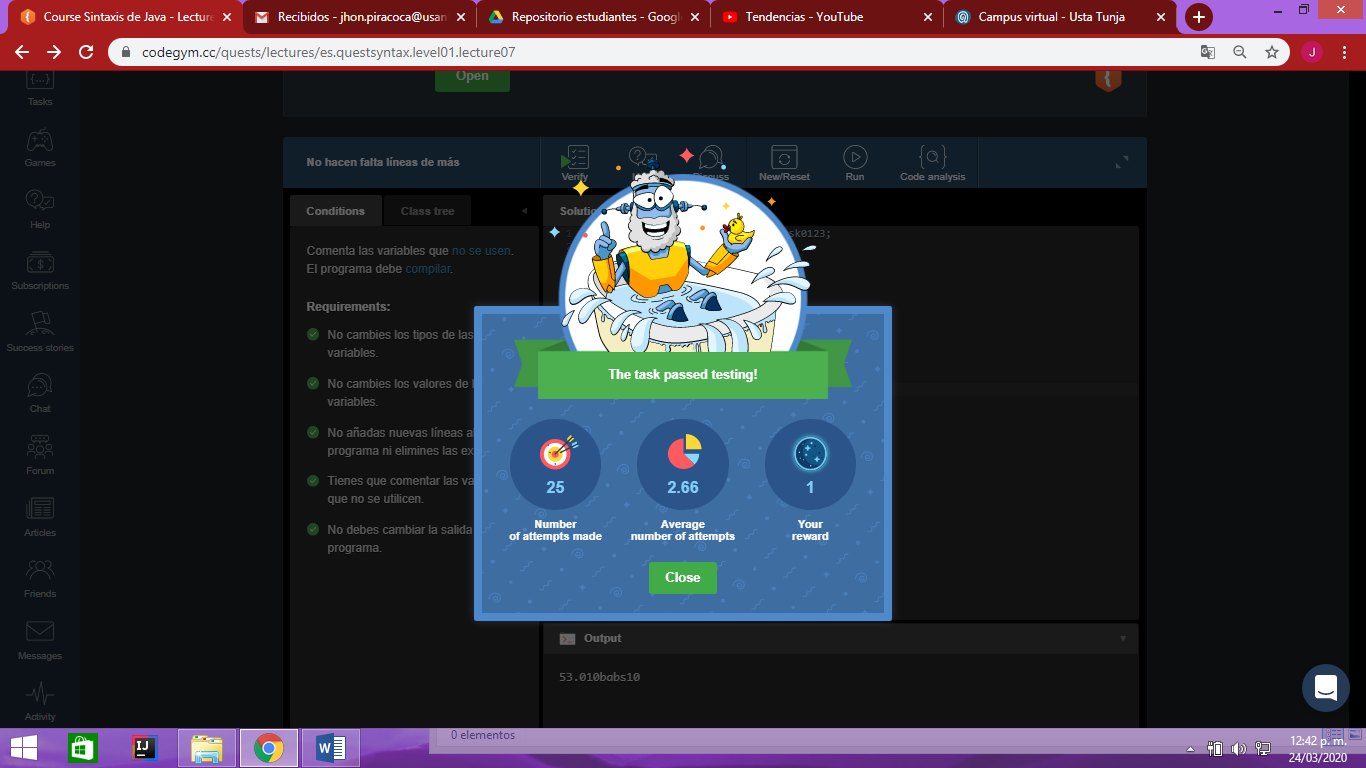 Course Sintaxis de Java - Lecture
Recibidos - jhon.piracoca@usan
Repositorio estudiantes - Google
Tendencias - YouTube
Campus virtual - Usta Tunja
codegym.cc/quests/lectures/es.questsyntax.level01.lecture07
J
Tasks
Games
Help
Subscriptions
Success stories
Chat
Forum
Articles
Friends
Messages
Activity
Open
No hacen falta líneas de más
Verify
Discuss
New/Reset
Run
Code analysis
Conditions
Class tree
Comenta las variables que no se usen.
El programa debe compilar.
Requirements:
No cambies los tipos de las
variables.
No cambies los valores de l
variables.
No añadas nuevas líneas a
programa ni elimines las ex
Tienes que comentar las va
que no se utilicen.
No debes cambiar la salida
programa.
Solutio
1
sk0123;
The task passed testing!
25
Number
of attempts made
2.66
Average
number of attempts
1
Your
reward
Close
Output
53.010babs10
0 elementos
IJ
12:42 p. m.
24/03/2020